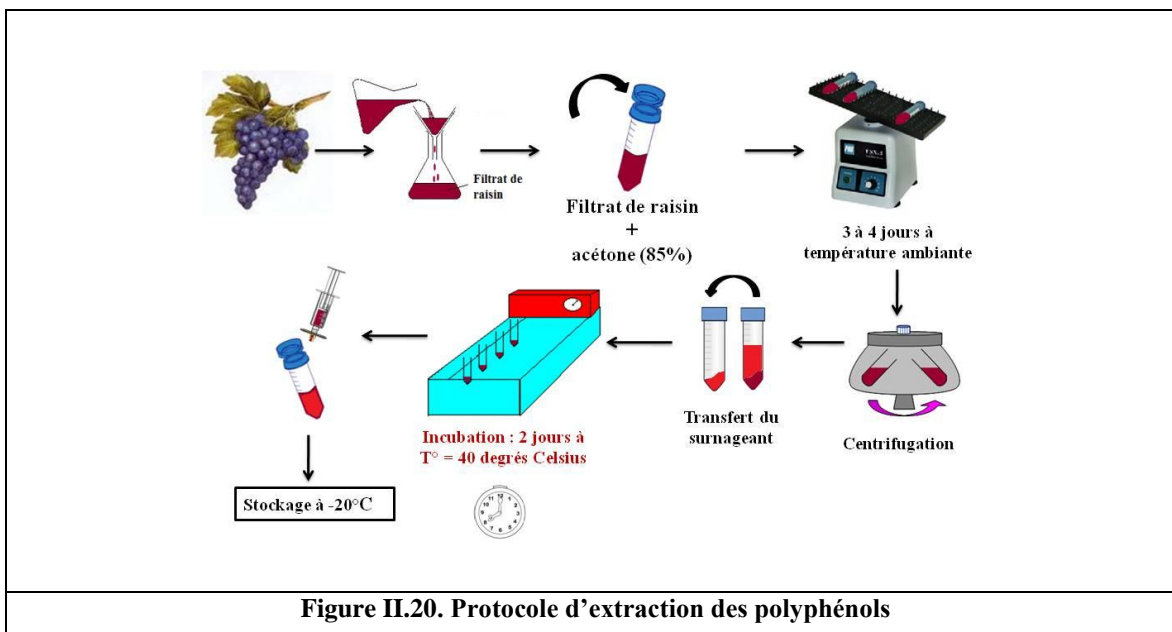 Filtrat de
raisin
Filtrat de raisin
+
acétone (85%)
3 à 4 jours à
température ambiante
Centrifugation
Transfert du
surnageant
Incubation : 2 jours à
T° = 40 degrés Celsius
Stockage à -20°C
Figure II.20. Protocole d’extraction des polyphénols